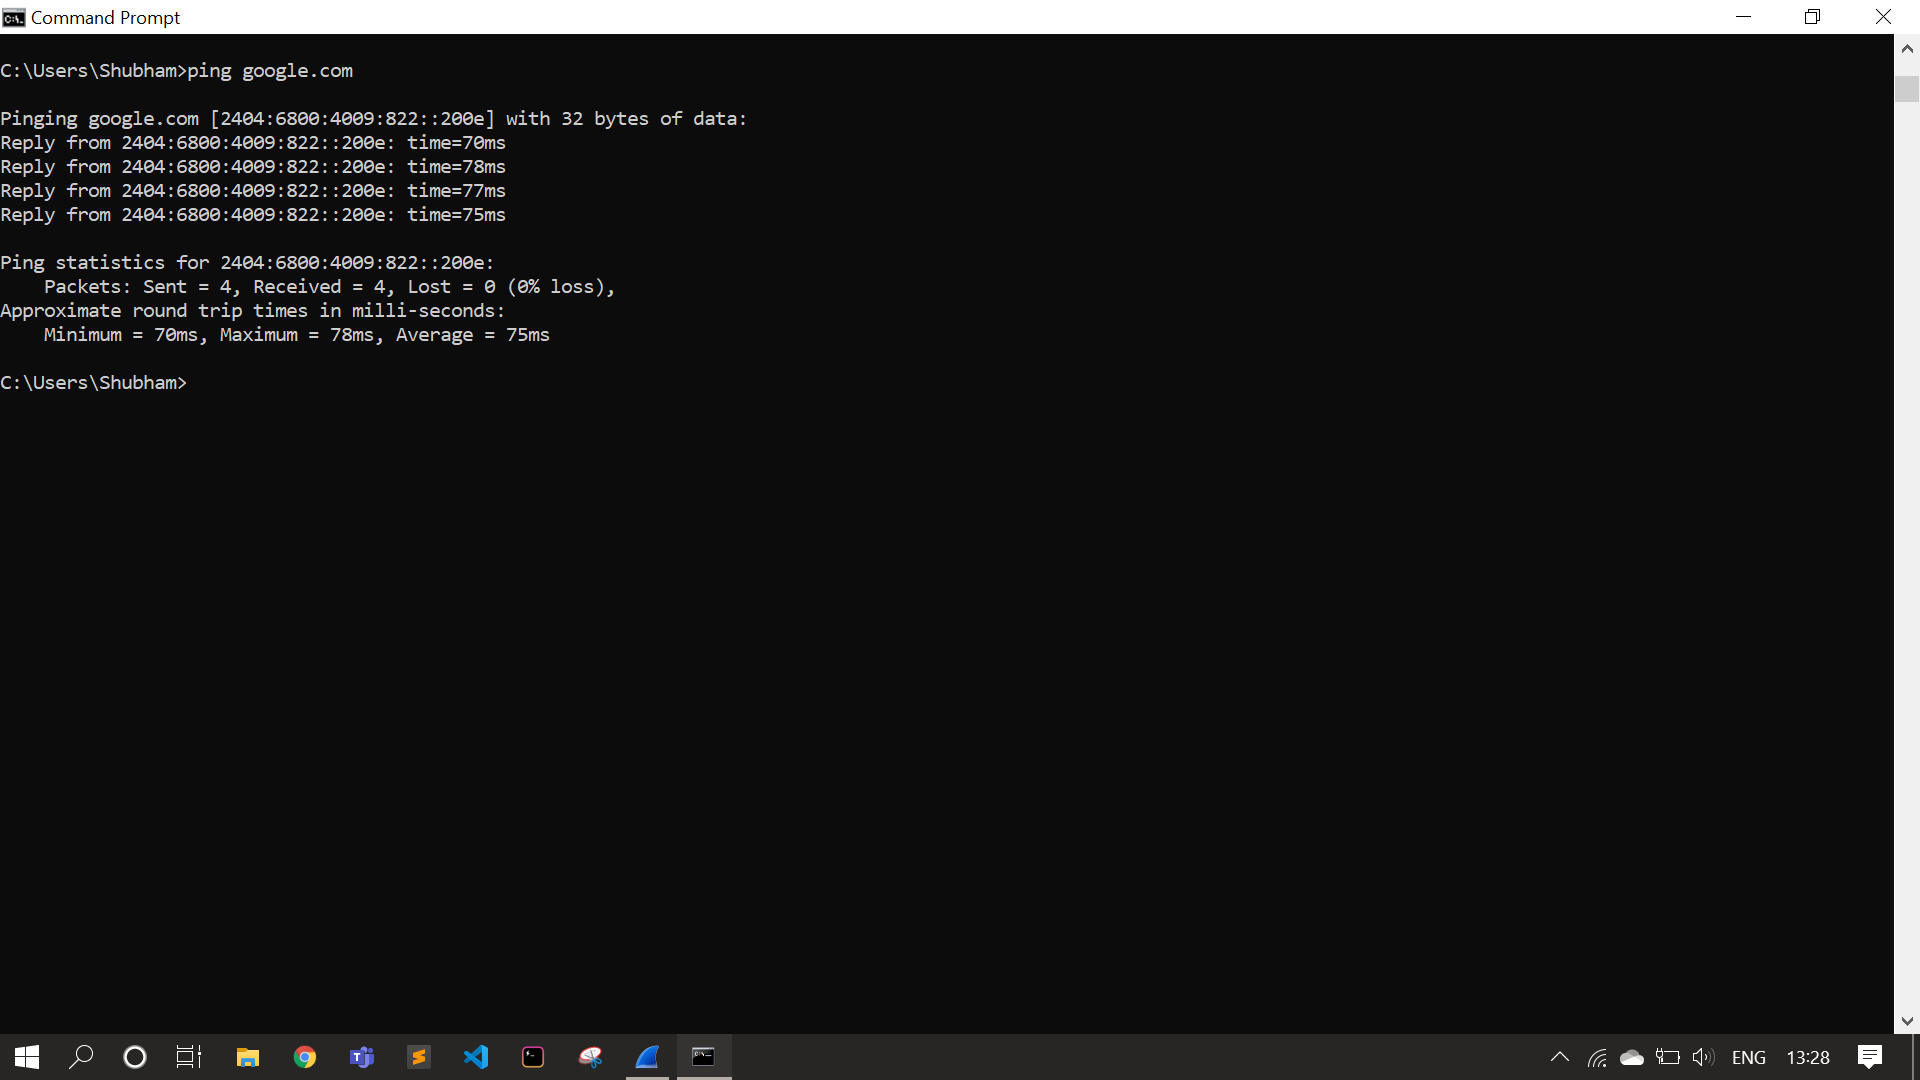 Command Prompt
C:\Users\Shubham>ping google.com
Pinging google.com [2404:6800:4009:822::200e] with 32 bytes of data:
Reply from 2404:6800:4009:822::200e: time=70ms
Reply from 2404:6800:4009:822::200e: time=78ms
Reply from 2404:6800:4009:822::200e: time=77ms
Reply from 2404:6800:4009:822::200e: time=75ms
Ping statistics for 2404:6800:4009:822::200e:
    Packets: Sent = 4, Received = 4, Lost = 0 (0% loss),
Approximate round trip times in milli-seconds:
    Minimum = 70ms, Maximum = 78ms, Average = 75ms
C:\Users\Shubham>
ENG 13:28